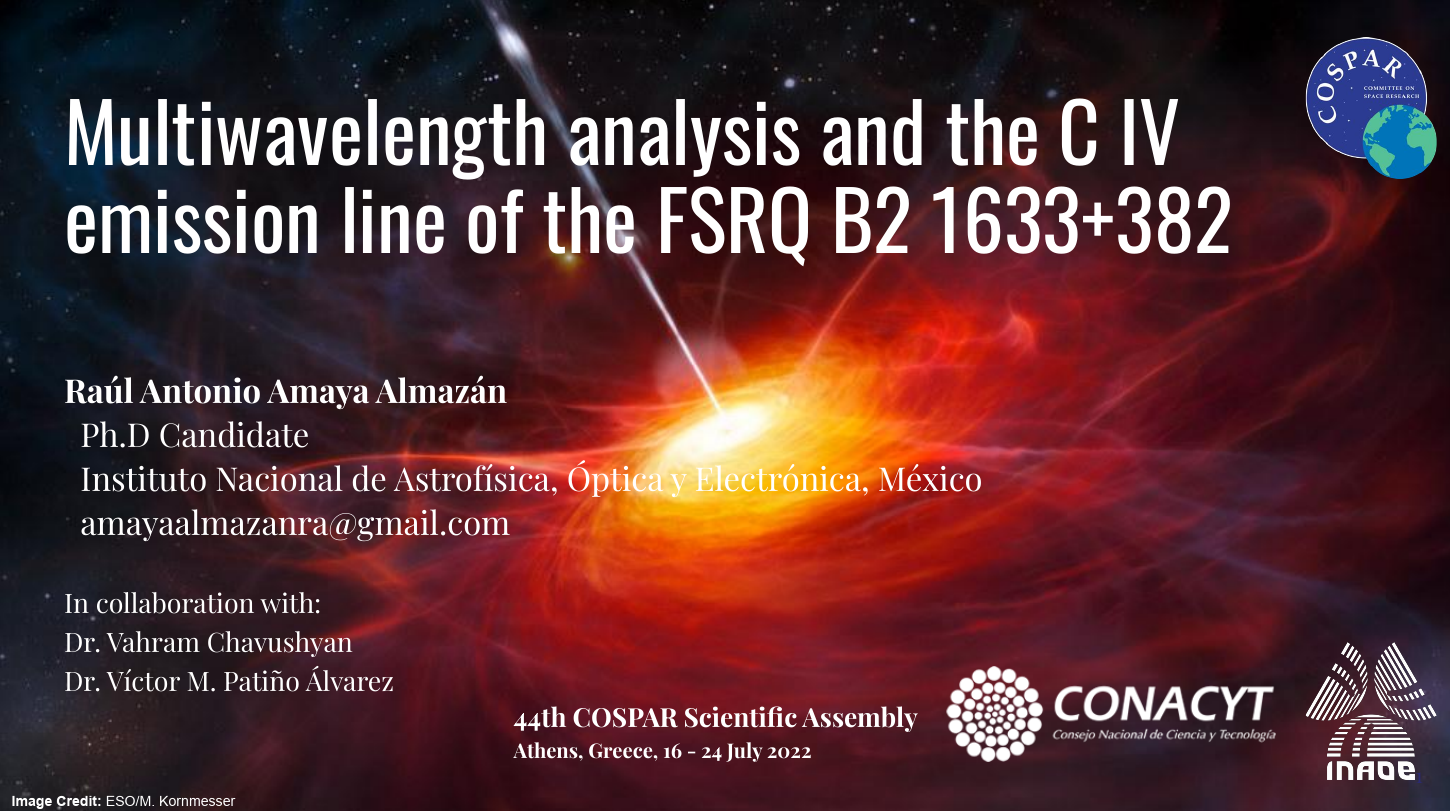 COSPAR
COMMITTEE ON
SPACE RESEARCH
Multiwavelength analysis and the C IV
emission line of the FSRQ B2 1633+382
Raúl Antonio Amaya Almazán
Ph.D Candidate
Instituto Nacional de Astrofísica, Óptica y Electrónica, México
amayaalmazanra@gmail.com
In collaboration with:
Dr. Vahram Chavushyan
Dr. Víctor M. Patiño Álvarez
44th COSPAR Scientific Assembly
Athens, Greece, 16 - 24 July 2022
CONACYT
Consejo Nacional de Ciencia y Tecnología
INAOE
Image Credit: ESO/M. Kornmesser